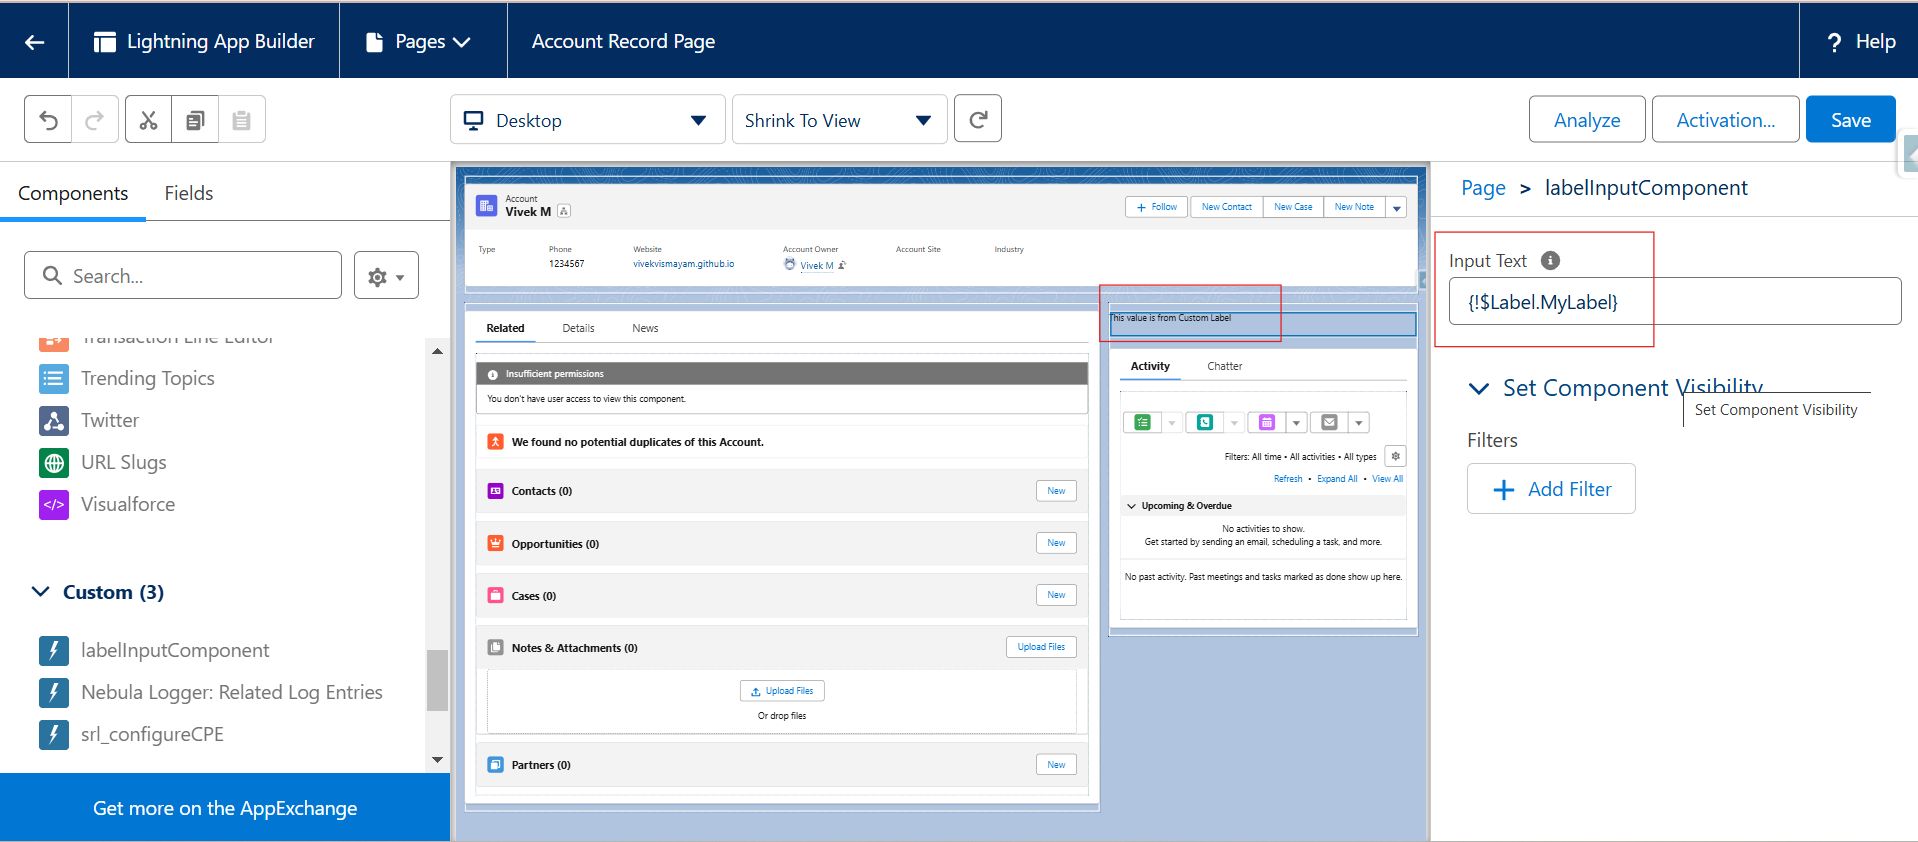 Lightning App Builder
Pages
Account Record Page
? Help
Desktop
Shrink To View
Analyze
Activation...
Save
Components
Fields
Search...
Transaction Line Editor
Trending Topics
Twitter
URL Slugs
Visualforce
Custom (3)
labelInputComponent
Nebula Logger: Related Log Entries
srl_configureCPE
Get more on the AppExchange
Account
Vivek M
+ Follow
New Contact
New Case
New Note
Type
Phone
Website
Account Owner
Account Site
Industry
1234567
vivekvismayam.github.io
Vivek M
Related
Details
News
Insufficient permissions
You don't have user access to view this component.
We found no potential duplicates of this Account.
Contacts (0)
New
Opportunities (0)
New
Cases (0)
New
Notes & Attachments (0)
Upload Files
Upload Files
Or drop files
Partners (0)
New
This value is from Custom Label
Activity
Chatter
Filters: All time • All activities • All types
Refresh • Expand All • View All
Upcoming & Overdue
No activities to show.
Get started by sending an email, scheduling a task, and more.
No past activity. Past meetings and tasks marked as done show up here.
Page > labelInputComponent
Input Text
{!$Label.MyLabel}
Set Component Visibility
Set Component Visibility
Filters
+ Add Filter